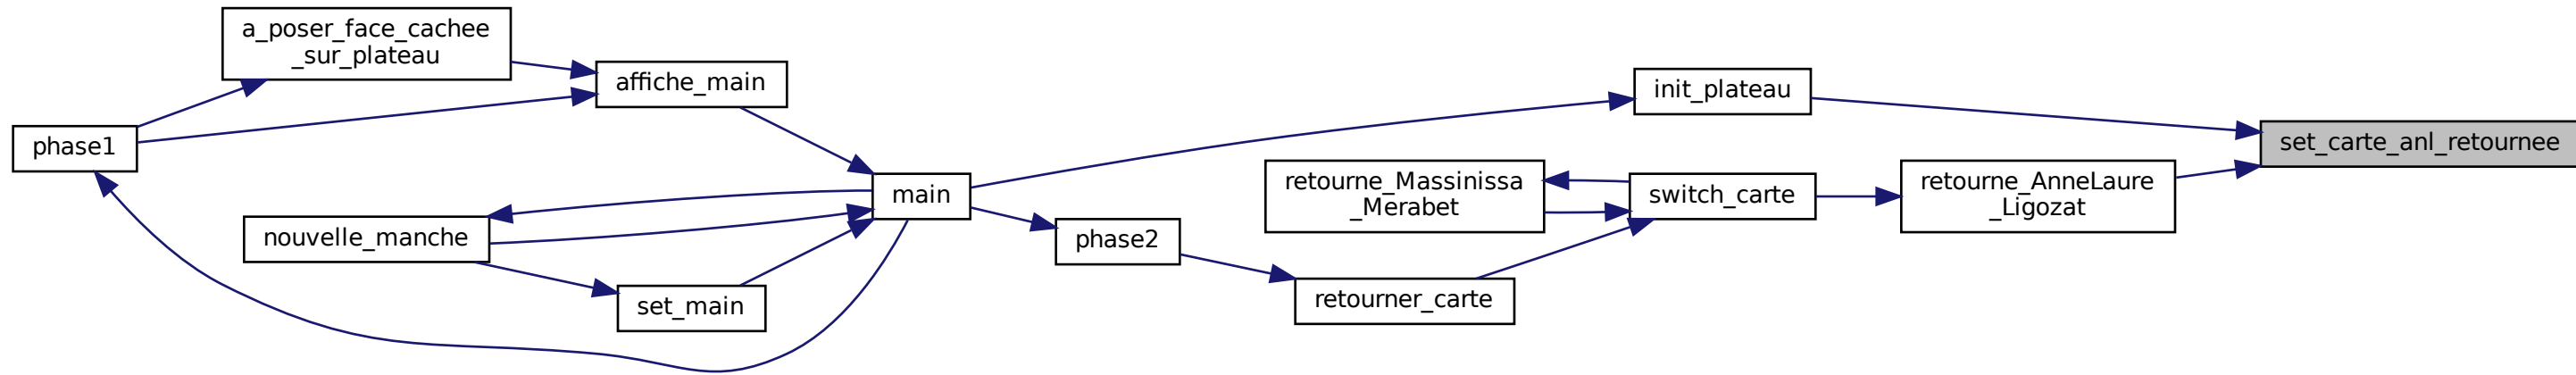 a_poser_face_cachee
_sur_plateau
affiche_main
phase1
nouvelle_manche
set_main
main
phase2
init_plateau
retourne_Massinissa
_Merabet
switch_carte
retourner_carte
retourne_AnneLaure
_Ligozat
set_carte_anl_retournee